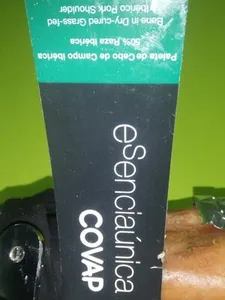 COVAP
eSenciaúnica
Paleta de Cebo de Campo Ibérica
50% Raza Ibérica
Bone in Dry-cured Grass-fed
Ibérico Pork Shoulder